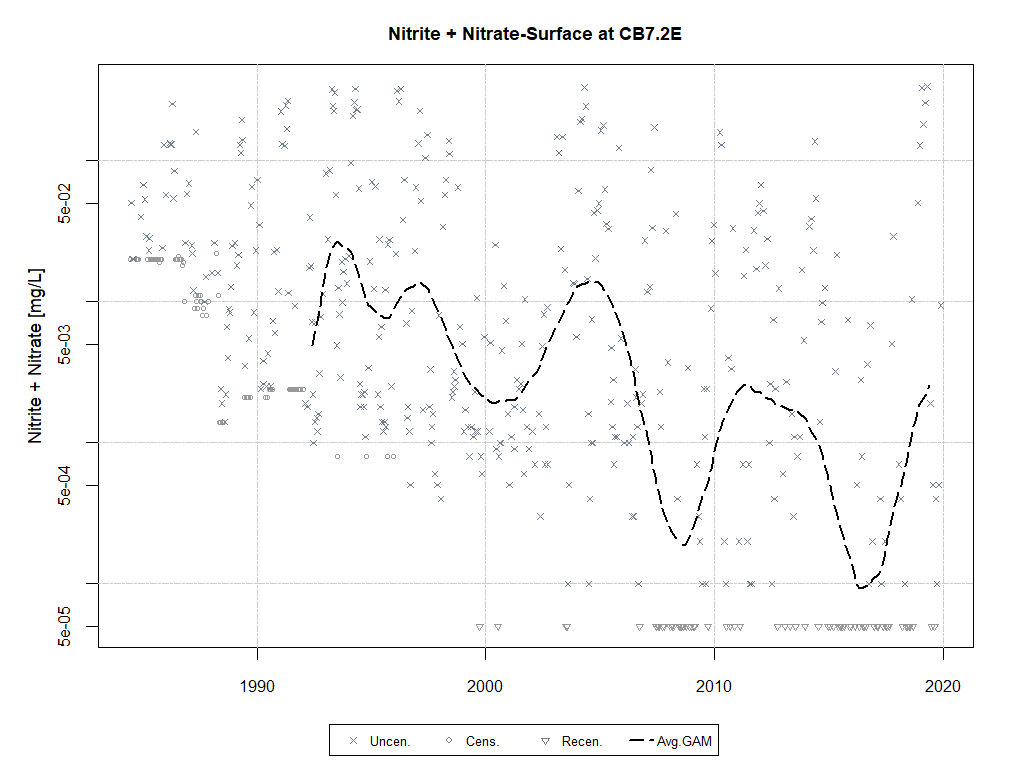 Nitrite + Nitrate-Surface at CB7.2E
Nitrite + Nitrate [mg/L]
5e-02
5e-03
5e-04
5e-05
1990 2000 2010 2020
Uncen. Cens. Recen. Avg.GAM